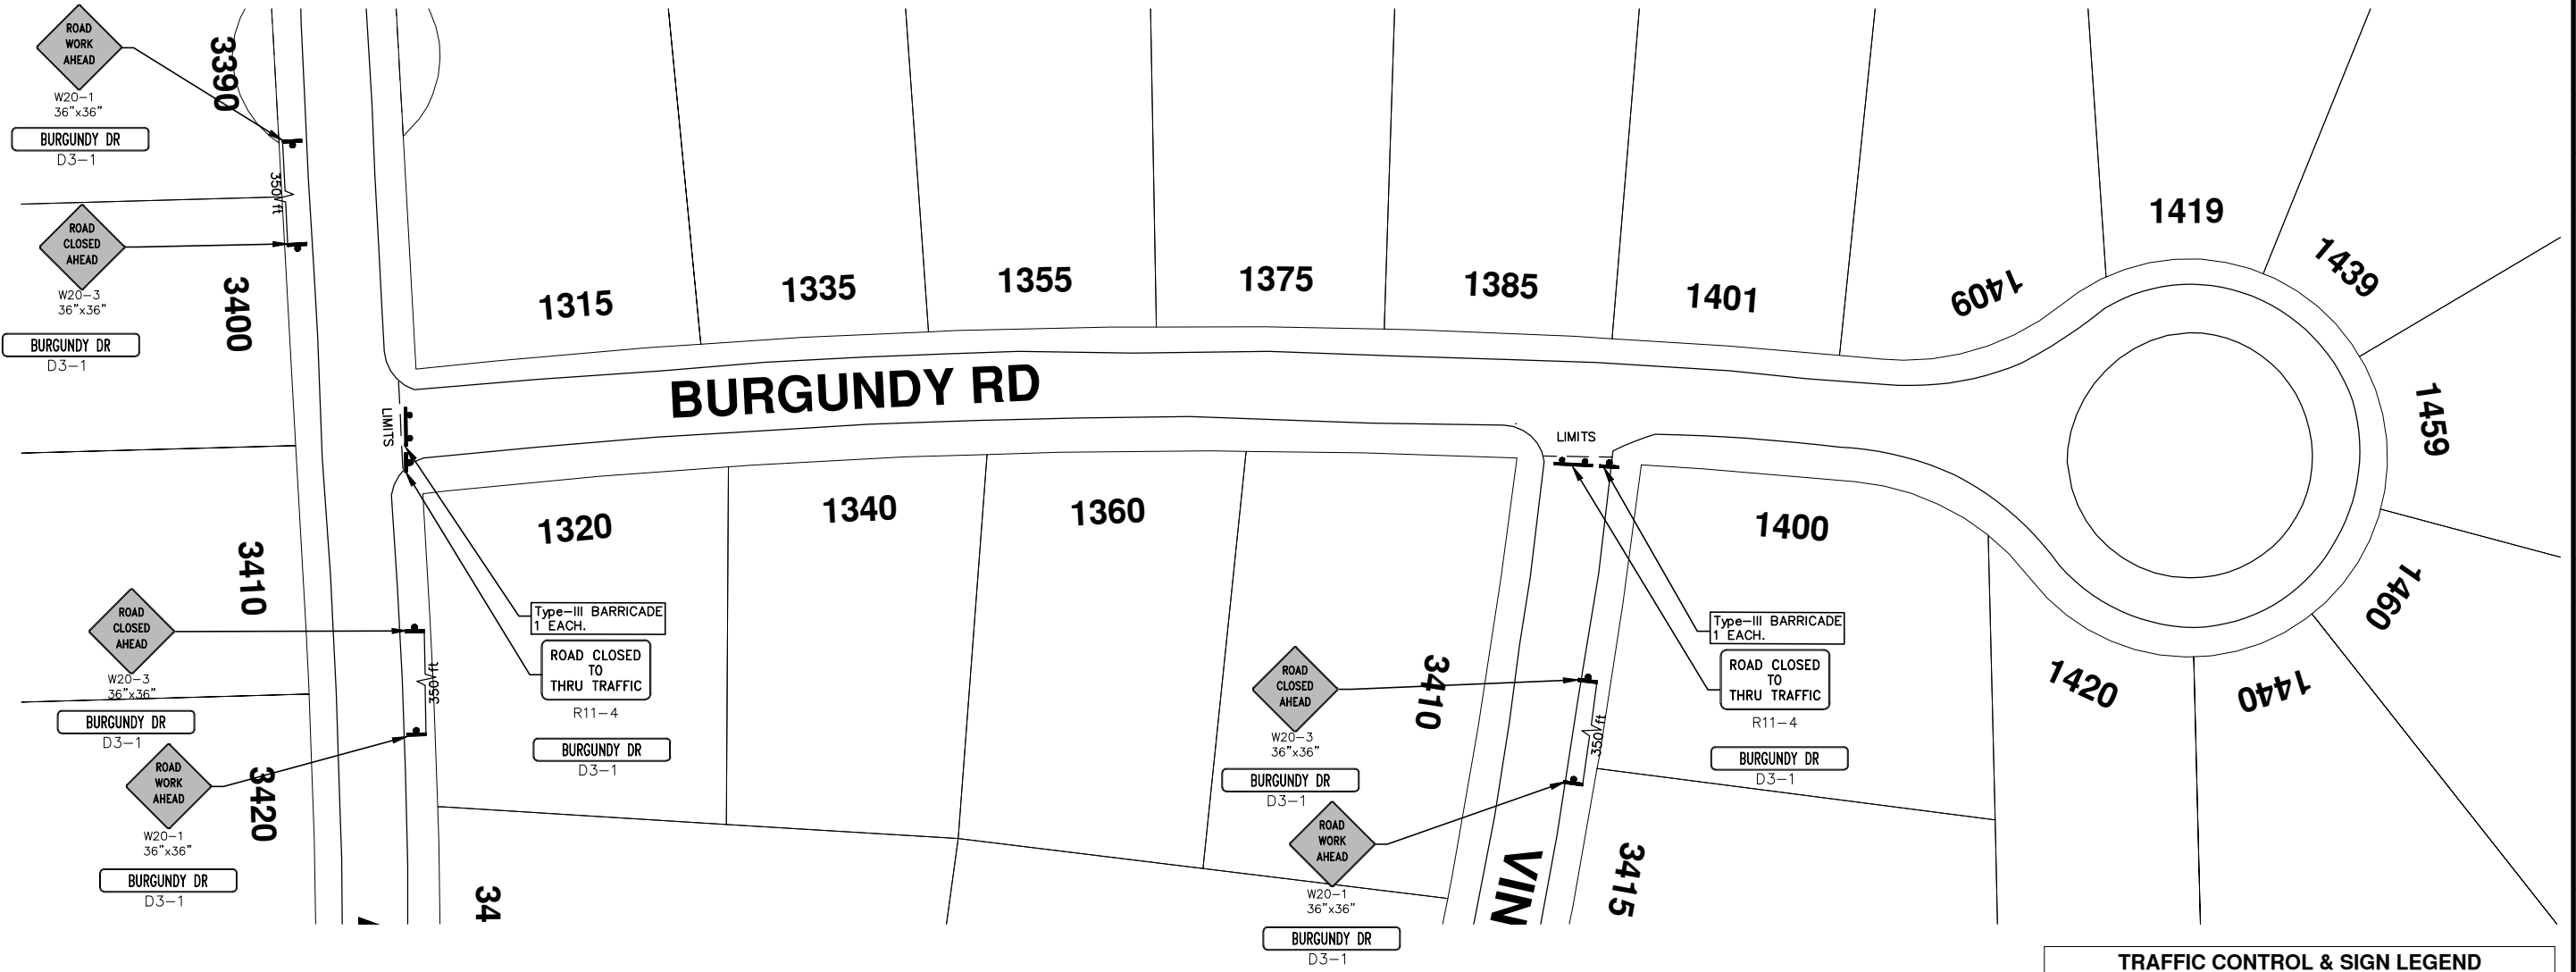 ROAD
WORK
AHEAD
W20-1
36"x36"
BURGUNDY DR
D3-1
3390
350 ft
ROAD
CLOSED
AHEAD
W20-3
36"x36"
BURGUNDY DR
D3-1
3400
1315
1335
1355
1375
1385
1401
1409
1419
1439
1459
1460
1440
1420
BURGUNDY RD
LIMITS
LIMITS
1320
1340
1360
1400
3410
ROAD
CLOSED
AHEAD
W20-3
36"x36"
BURGUNDY DR
D3-1
350 ft
ROAD
WORK
AHEAD
W20-1
36"x36"
BURGUNDY DR
D3-1
3420
34
Type-III BARRICADE
1 EACH.
ROAD CLOSED
TO
THRU TRAFFIC
R11-4
BURGUNDY DR
D3-1
ROAD
CLOSED
AHEAD
W20-3
36"x36"
BURGUNDY DR
D3-1
3410
350 ft
ROAD
WORK
AHEAD
W20-1
36"x36"
BURGUNDY DR
D3-1
VIN
3415
Type-III BARRICADE
1 EACH.
ROAD CLOSED
TO
THRU TRAFFIC
R11-4
BURGUNDY DR
D3-1
TRAFFIC CONTROL & SIGN LEGEND